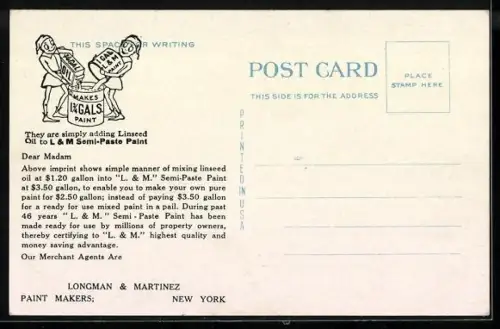 THIS SPACE FOR WRITING
L & M
PAINT
MAKES
1¾ GALS.
PAINT
They are simply adding Linseed
Oil to L & M Semi-Paste Paint
Dear Madam
Above imprint shows simple manner of mixing linseed
oil at $1.20 gallon into "L. & M." Semi-Paste Paint
at $3.50 gallon, to enable you to make your own pure
paint for $2.50 gallon; instead of paying $3.50 gallon
for a ready for use mixed paint in a pail. During past
46 years "L. & M." Semi-Paste Paint has been
made ready for use by millions of property owners,
thereby certifying to "L. & M." highest quality and
money saving advantage.
Our Merchant Agents Are
LONGMAN & MARTINEZ
PAINT MAKERS; NEW YORK
PRINTED IN USA
POST CARD
THIS SIDE IS FOR THE ADDRESS
PLACE
STAMP HERE